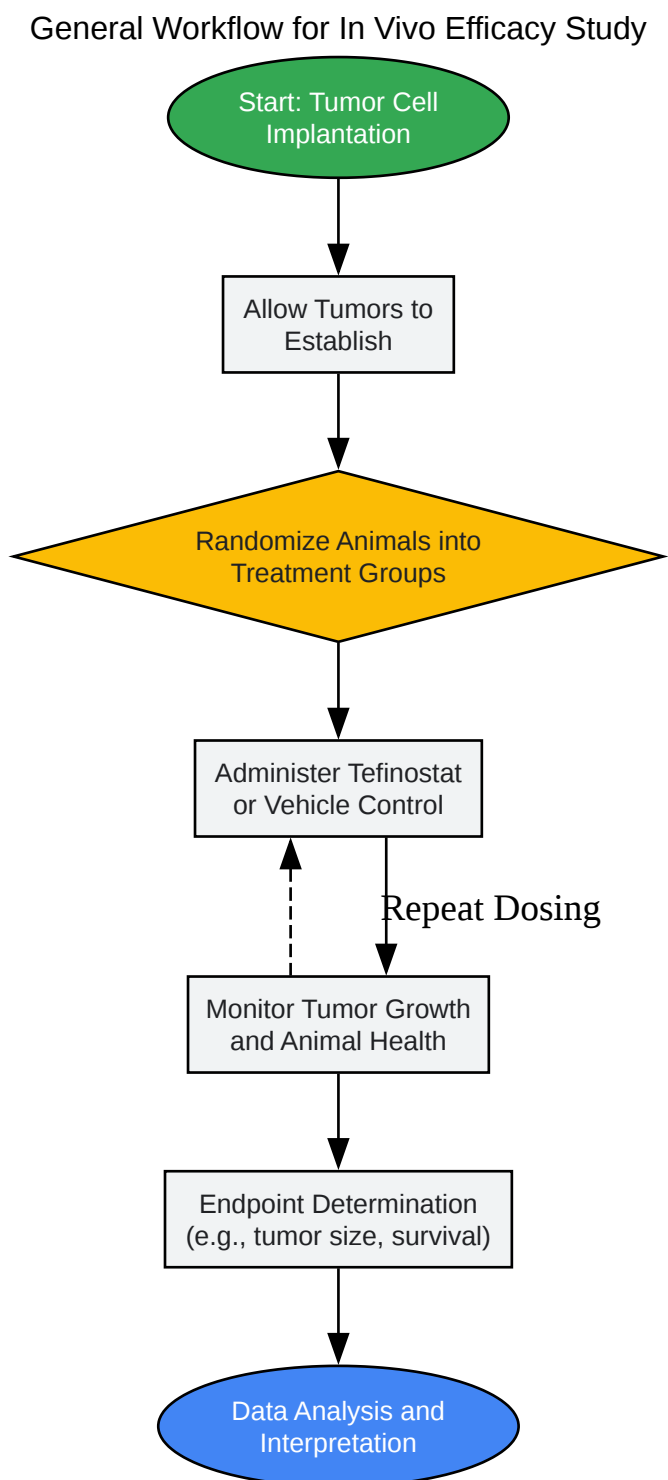 General Workflow for In Vivo Efficacy Study
Start: Tumor Cell
Implantation
Allow Tumors to
Establish
Randomize Animals into
Treatment Groups
Administer Tefinostat
or Vehicle Control
Repeat Dosing
Monitor Tumor Growth
and Animal Health
Endpoint Determination
(e.g., tumor size, survival)
Data Analysis and
Interpretation